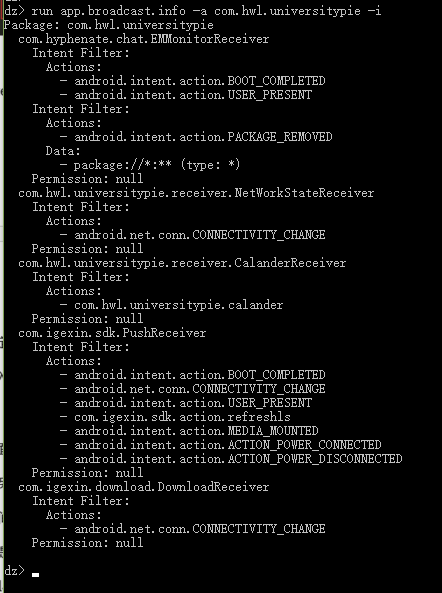 dz> run app.broadcast.info -a com.hwl.universitypie -i
Package: com.hwl.universitypie
  com.hyphenate.chat.EMMonitorReceiver
    Intent Filter:
      Actions:
        - android.intent.action.BOOT_COMPLETED
        - android.intent.action.USER_PRESENT
    Intent Filter:
      Actions:
        - android.intent.action.PACKAGE_REMOVED
      Data:
        - package://*:** (type: *)
    Permission: null
  com.hwl.universitypie.receiver.NetWorkStateReceiver
    Intent Filter:
      Actions:
        - android.net.conn.CONNECTIVITY_CHANGE
    Permission: null
  com.hwl.universitypie.receiver.CalanderReceiver
    Intent Filter:
      Actions:
        - com.hwl.universitypie.calander
    Permission: null
  com.igexin.sdk.PushReceiver
    Intent Filter:
      Actions:
        - android.intent.action.BOOT_COMPLETED
        - android.net.conn.CONNECTIVITY_CHANGE
        - android.intent.action.USER_PRESENT
        - com.igexin.sdk.action.refreshls
        - android.intent.action.MEDIA_MOUNTED
        - android.intent.action.ACTION_POWER_CONNECTED
        - android.intent.action.ACTION_POWER_DISCONNECTED
    Permission: null
  com.igexin.download.DownloadReceiver
    Intent Filter:
      Actions:
        - android.net.conn.CONNECTIVITY_CHANGE
    Permission: null
dz>